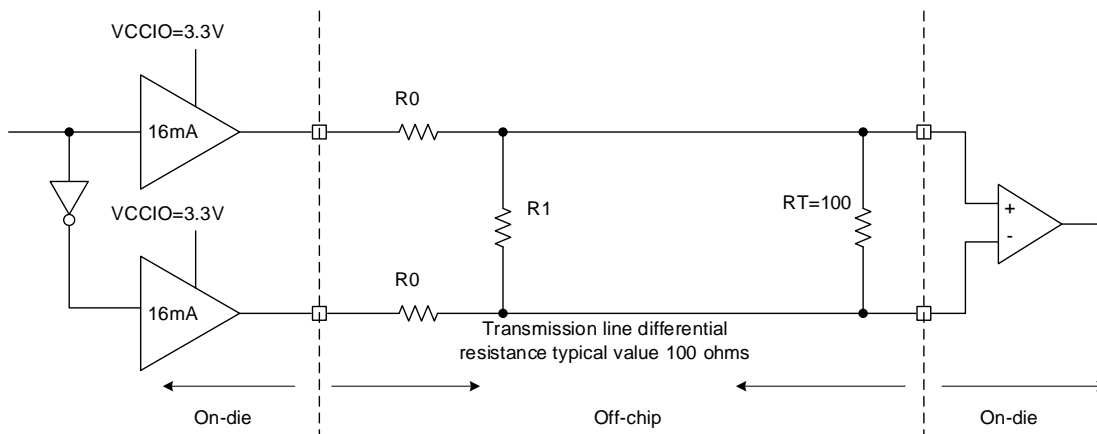 VCCIO=3.3V
R0
16mA
VCCIO=3.3V
R1
RT=100
+
-
R0
16mA
Transmission line differential
resistance typical value 100 ohms
On-die
Off-chip
On-die